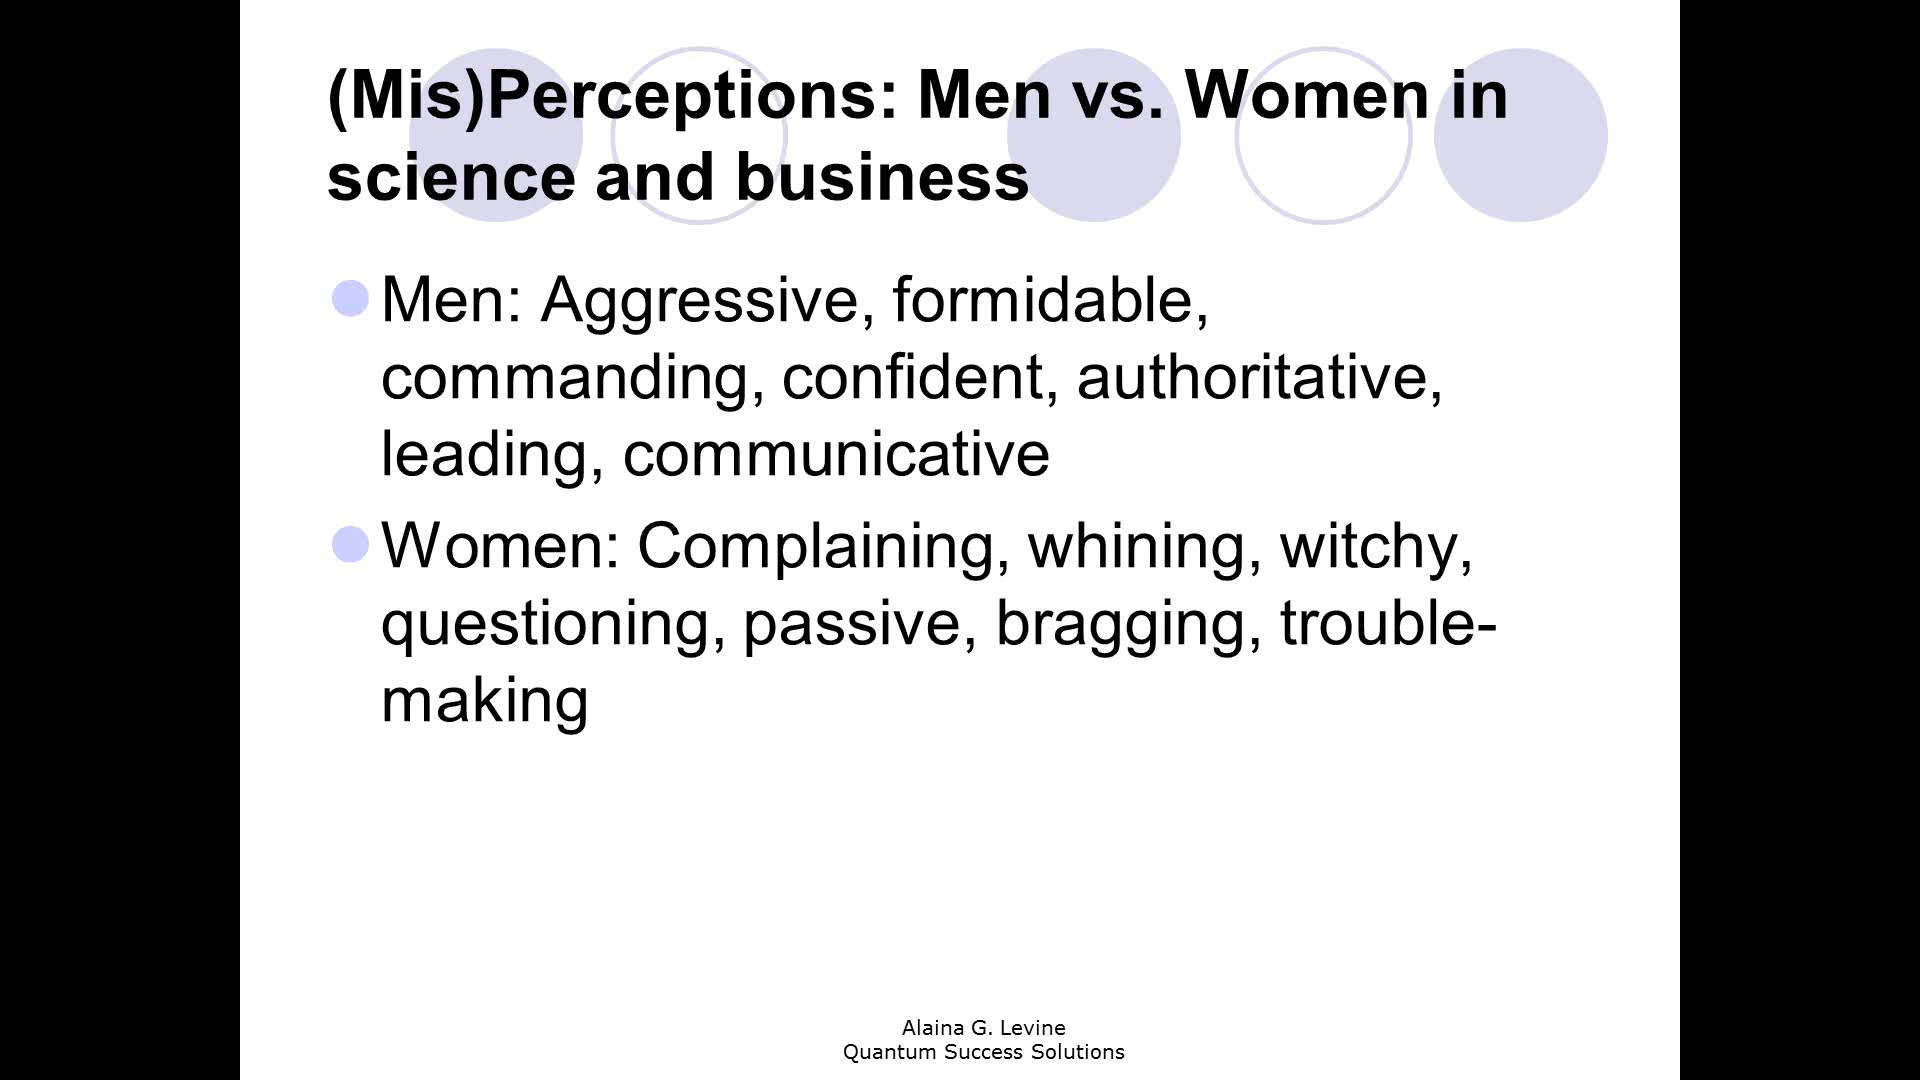 (Mis)Perceptions: Men vs. Women in
science and business
Men: Aggressive, formidable,
commanding, confident, authoritative,
leading, communicative
Women: Complaining, whining, witchy,
questioning, passive, bragging, trouble-
making
Alaina G. Levine
Quantum Success Solutions